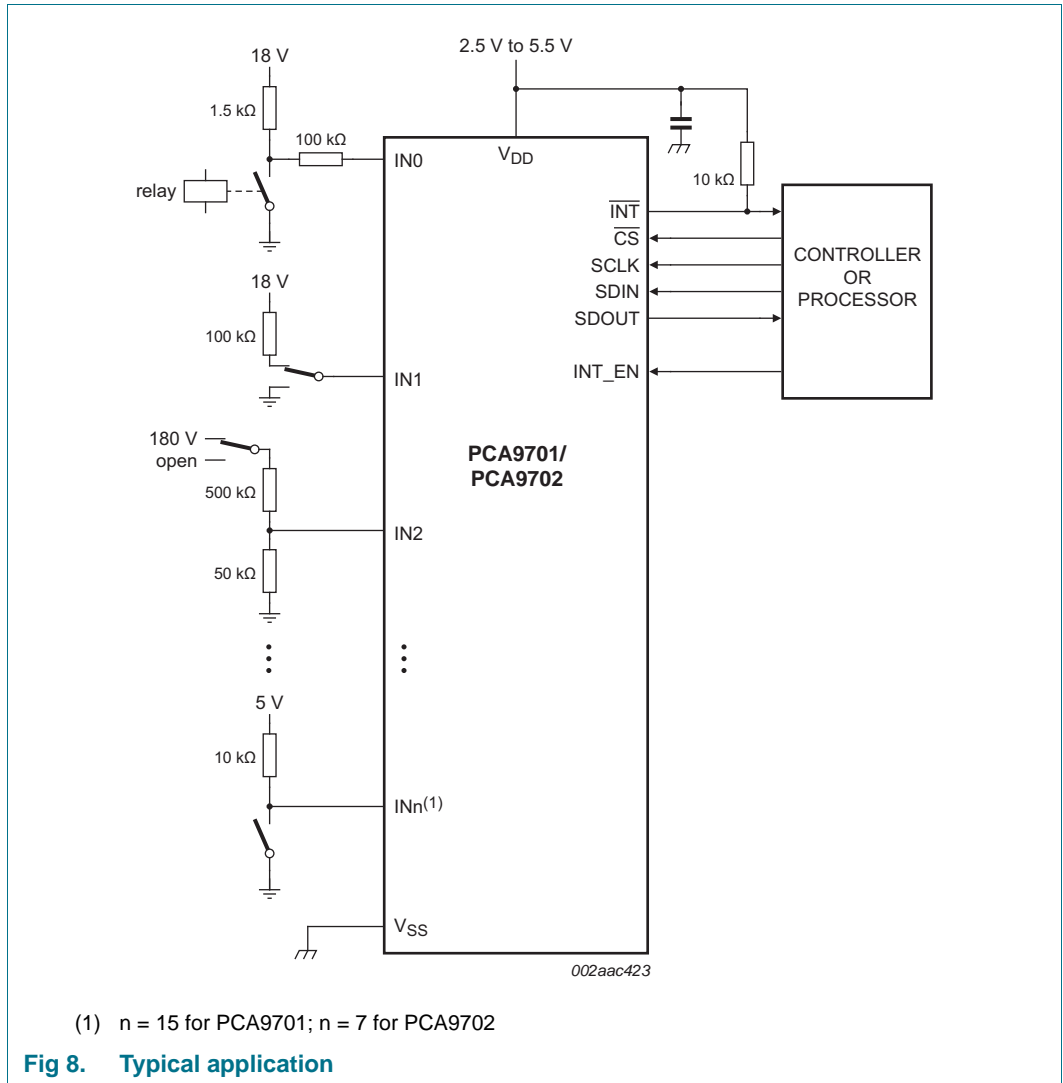 2.5 V to 5.5 V
18 V
1.5 kΩ
100 kΩ
IN0
VDD
10 kΩ
relay
INT
CS
SCLK
SDIN
SDOUT
INT_EN
CONTROLLER
OR
PROCESSOR
18 V
100 kΩ
IN1
180 V
open
500 kΩ
IN2
50 kΩ
PCA9701/
PCA9702
5 V
10 kΩ
INn(1)
VSS
002aac423
(1) n = 15 for PCA9701; n = 7 for PCA9702
Fig 8. Typical application